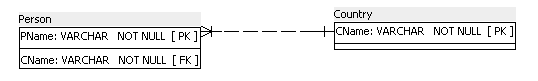 Person
PName: VARCHAR NOT NULL [ PK ]
CName: VARCHAR NOT NULL [ FK ]
Country
CName: VARCHAR NOT NULL [ PK ]